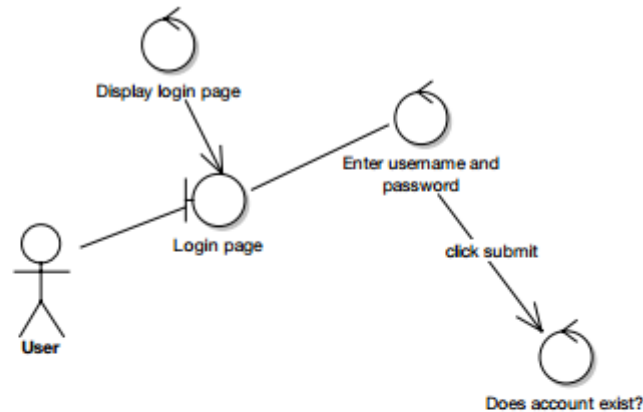 Display login page
Enter username and
password
Login page
click submit
User
Does account exist?